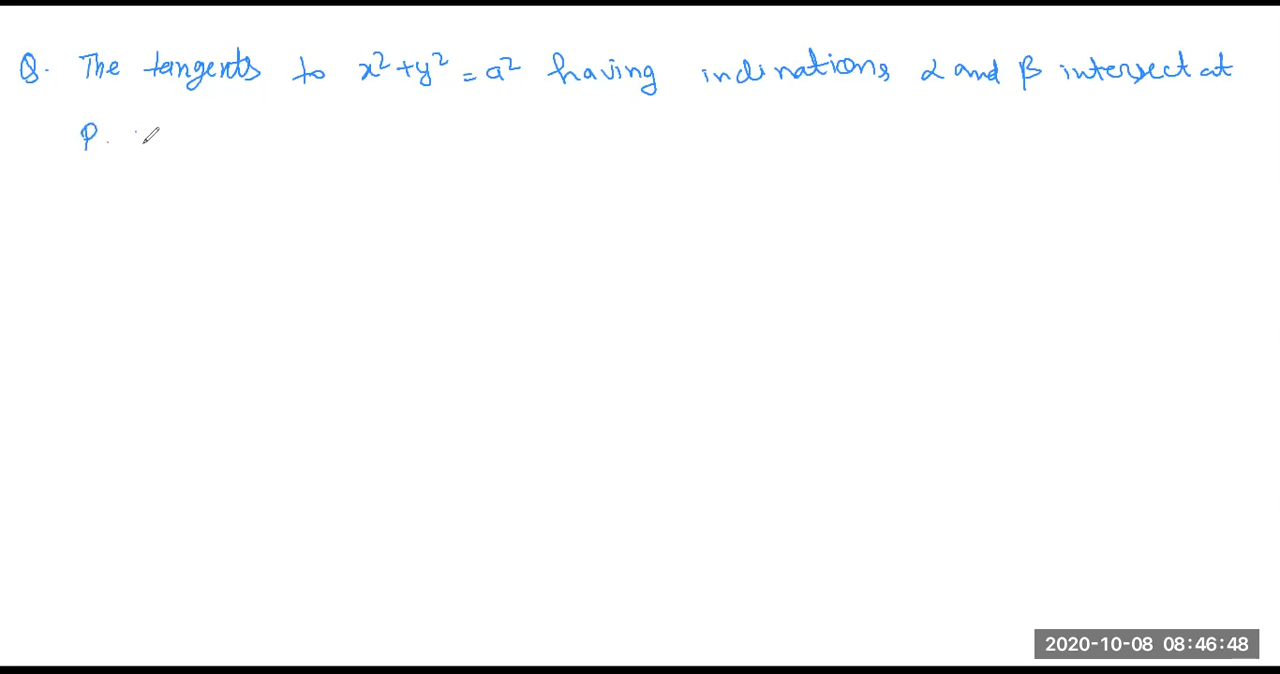 Q. The tangents to x²+y² = a² having inclinations α and β intersect at
P.
2020-10-08 08:46:48